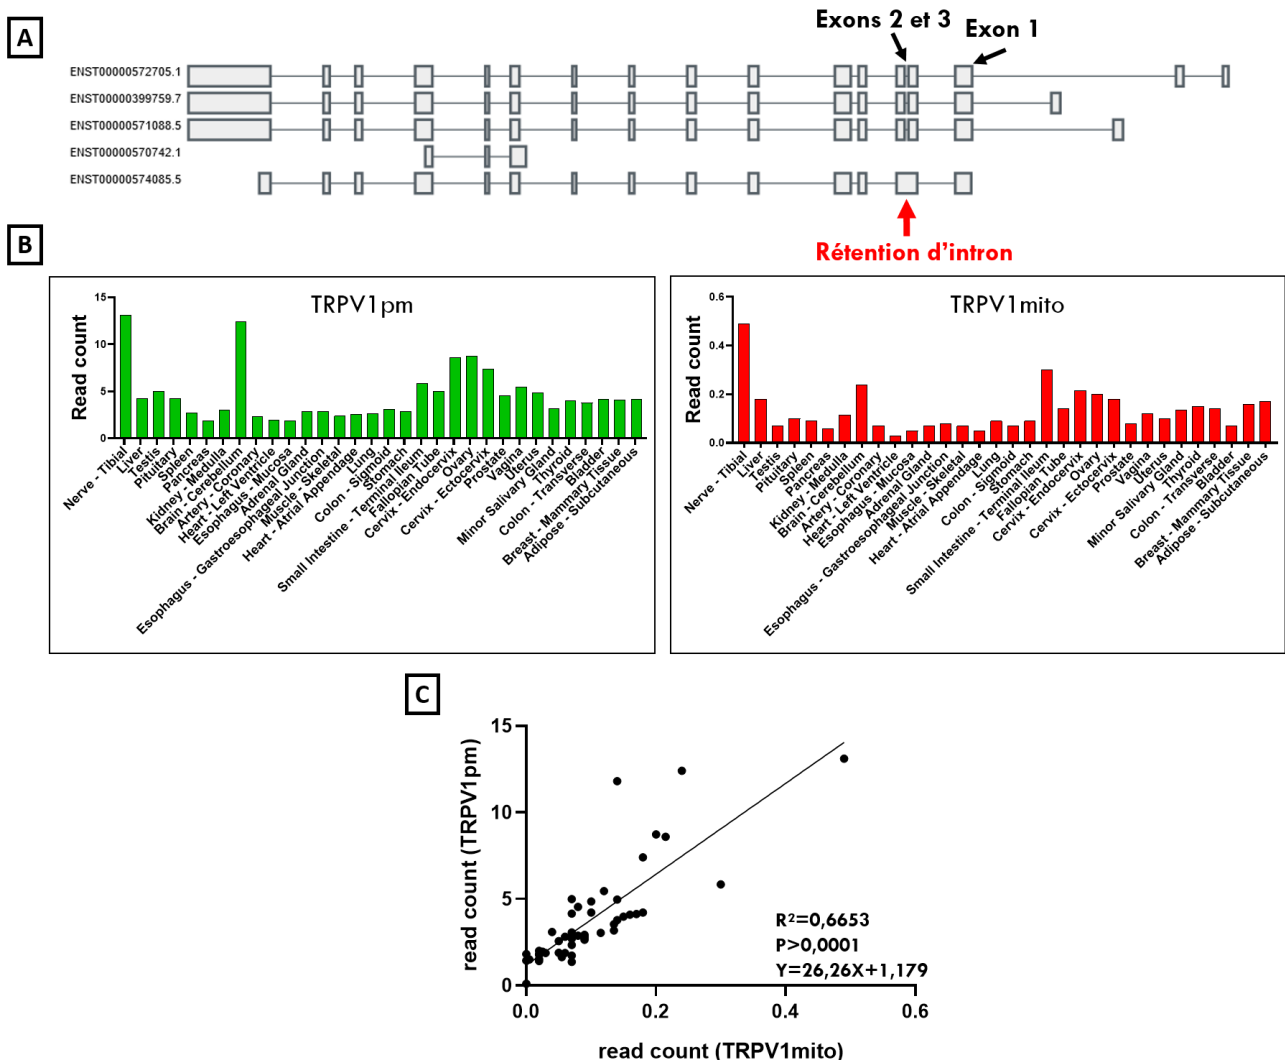 A
Exons 2 et 3
Exon 1
ENST00000572705.1
ENST00000399759.7
ENST00000571088.5
ENST00000570742.1
ENST00000574085.5
Rétention d'intron
B
TRPV1pm
Read count
15
10
5
0
Nerve - Tibial
Liver
Testis
Pituitary
Spleen
Pancreas
Kidney - Medulla
Brain - Cerebellum
Artery - Coronary
Heart - Left Ventricle
Esophagus - Mucosa
Adrenal Gland
Esophagus - Gastroesophageal Junction
Muscle - Skeletal
Heart - Atrial Appendage
Lung
Colon - Sigmoid
Stomach
Small Intestine - Terminal Ileum
Fallopian Tube
Cervix - Endocervix
Ovary
Cervix - Ectocervix
Prostate
Vagina
Uterus
Minor Salivary Gland
Thyroid
Colon - Transverse
Bladder
Breast - Mammary Tissue
Adipose - Subcutaneous
TRPV1mito
Read count
0.6
0.4
0.2
0.0
Nerve - Tibial
Liver
Testis
Pituitary
Spleen
Pancreas
Kidney - Medulla
Brain - Cerebellum
Artery - Coronary
Heart - Left Ventricle
Esophagus - Mucosa
Adrenal Gland
Esophagus - Gastroesophageal Junction
Muscle - Skeletal
Heart - Atrial Appendage
Lung
Colon - Sigmoid
Stomach
Small Intestine - Terminal Ileum
Fallopian Tube
Cervix - Endocervix
Ovary
Cervix - Ectocervix
Prostate
Vagina
Uterus
Minor Salivary Gland
Thyroid
Colon - Transverse
Bladder
Breast - Mammary Tissue
Adipose - Subcutaneous
C
read count (TRPV1pm)
15
10
5
0
R²=0,6653
P>0,0001
Y=26,26X+1,179
0.0
0.2
0.4
0.6
read count (TRPV1mito)